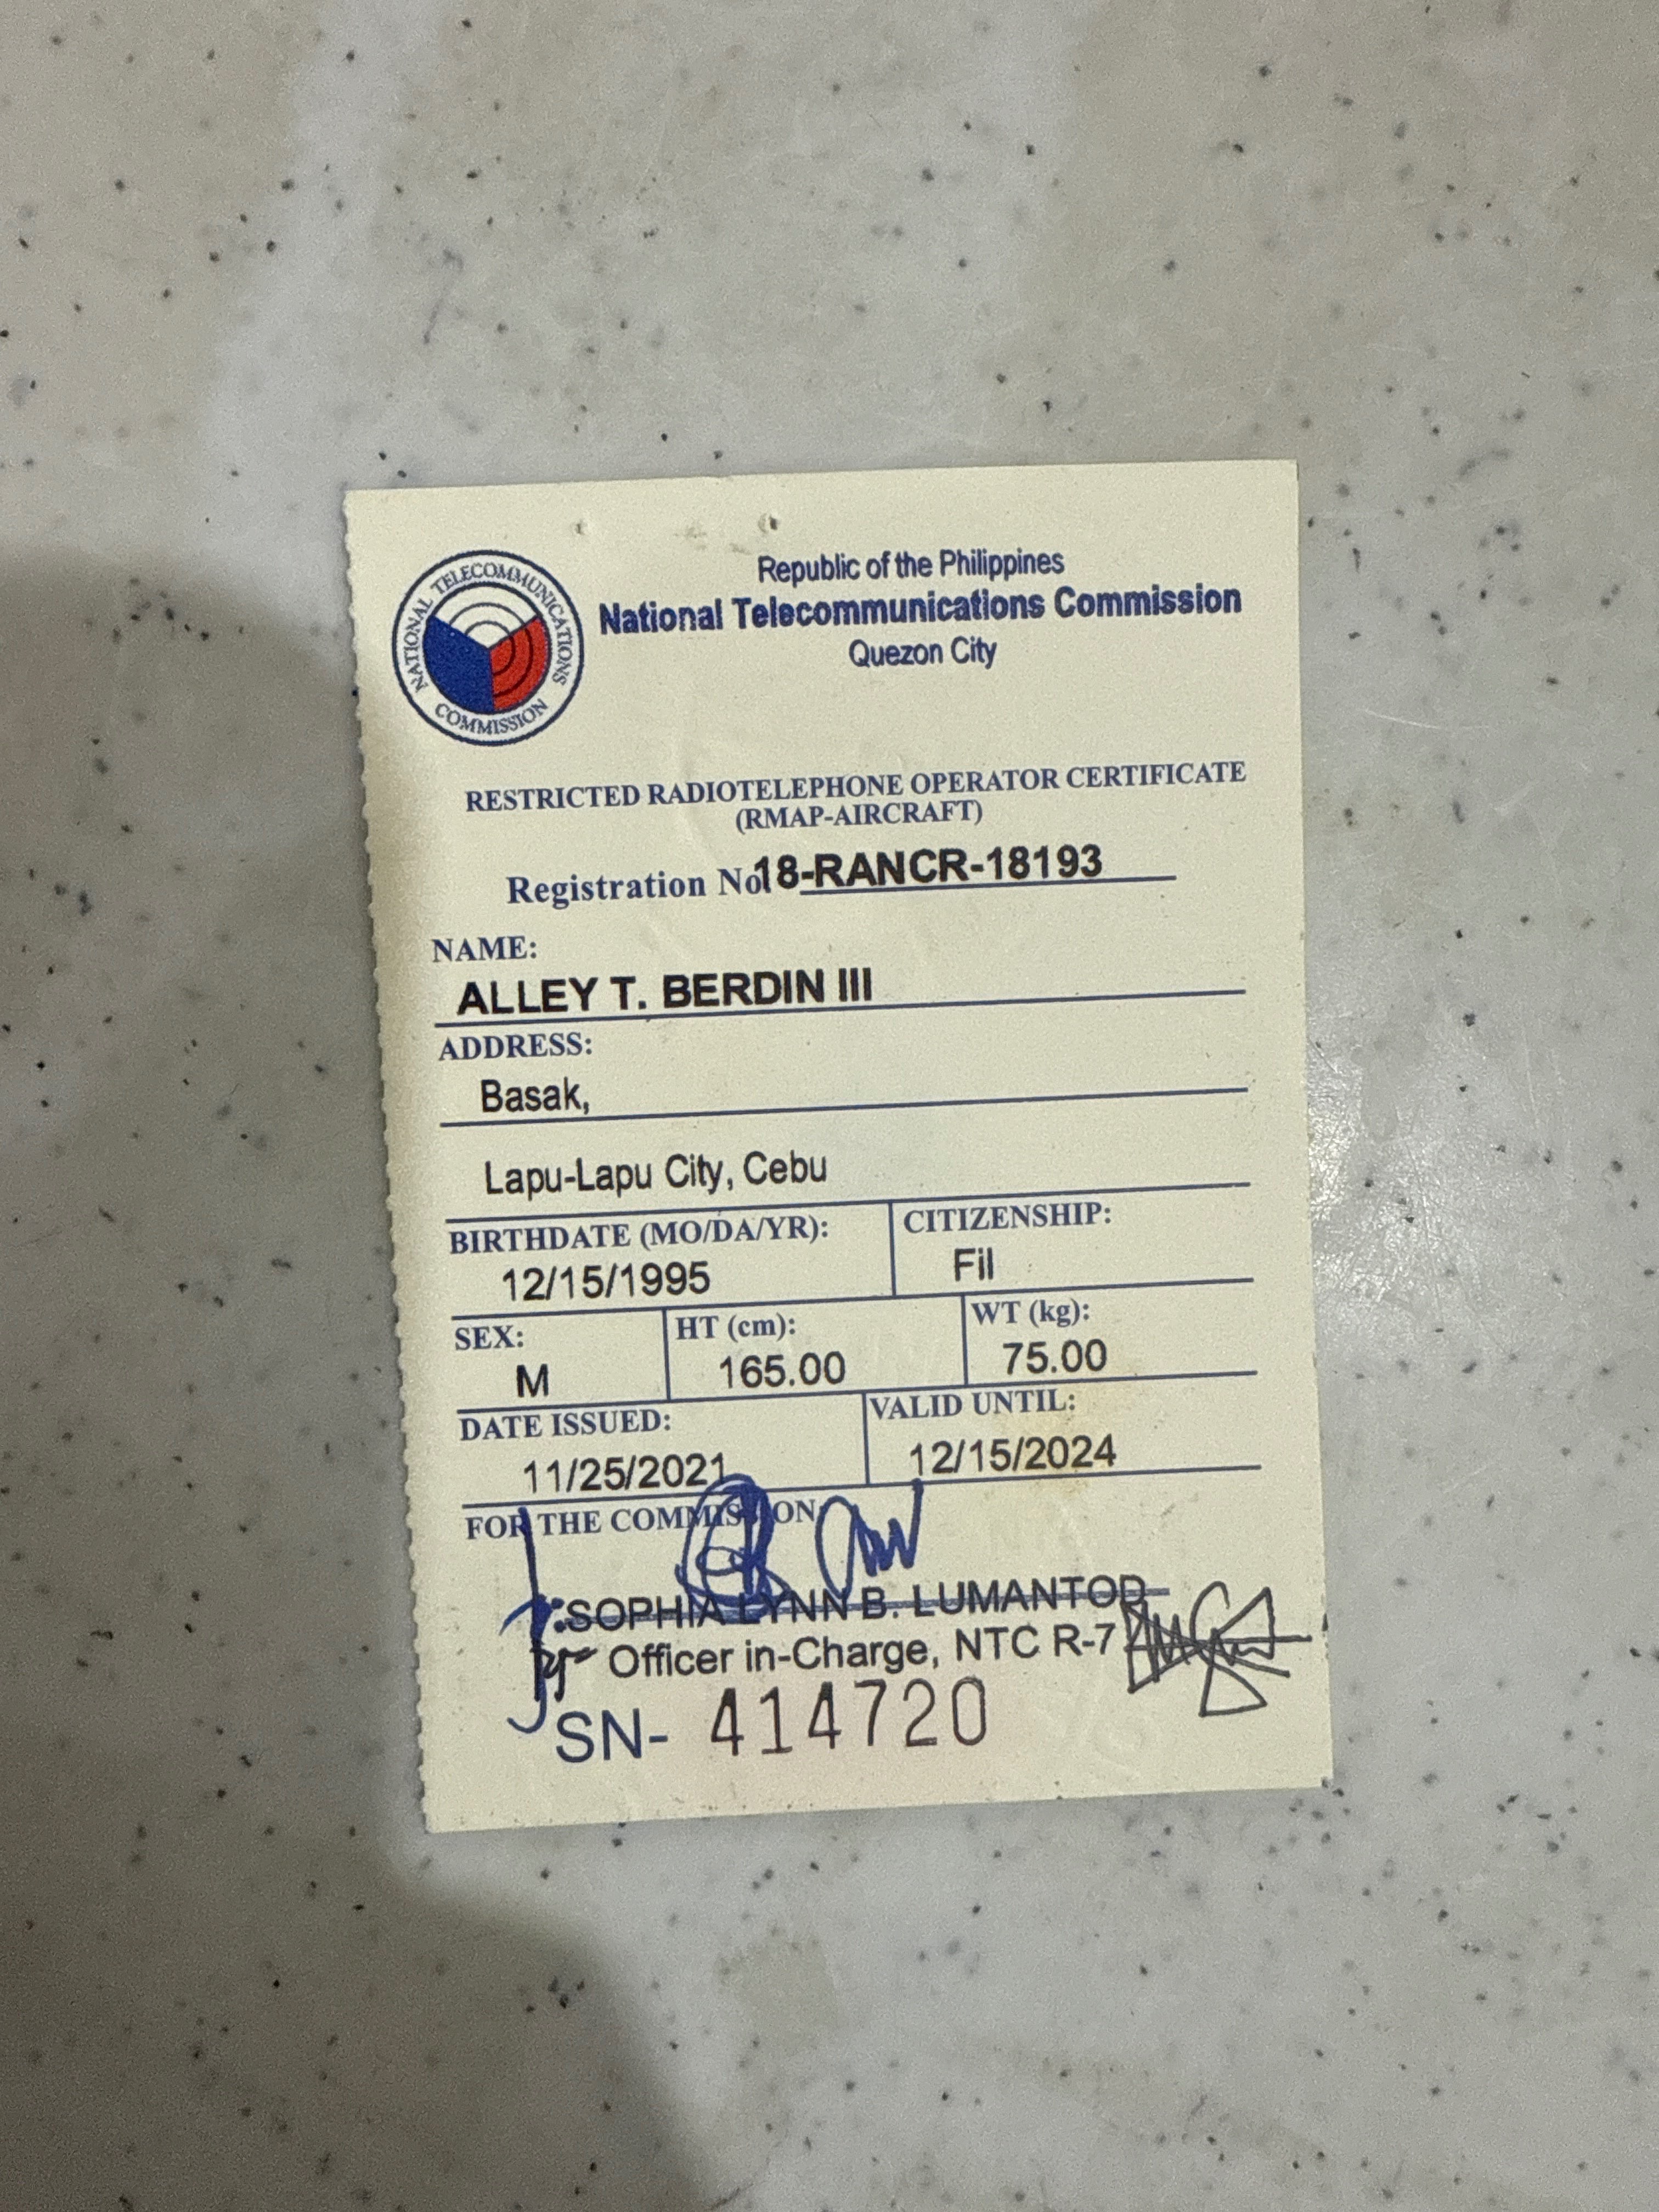 NATIONAL TELECOMMUNICATIONS COMMISSION
Republic of the Philippines
National Telecommunications Commission
Quezon City
RESTRICTED RADIOTELEPHONE OPERATOR CERTIFICATE
(RMAP-AIRCRAFT)
Registration No 18-RANCR-18193
NAME:
ALLEY T. BERDIN III
ADDRESS:
Basak,
Lapu-Lapu City, Cebu
BIRTHDATE (MO/DA/YR): CITIZENSHIP:
12/15/1995 Fil
SEX: HT (cm): WT (kg):
M 165.00 75.00
DATE ISSUED: VALID UNTIL:
11/25/2021 12/15/2024
FOR THE COMMISSION:
SOPHIA LYNN B. LUMANTOD
Officer in-Charge, NTC R-7
SN- 414720